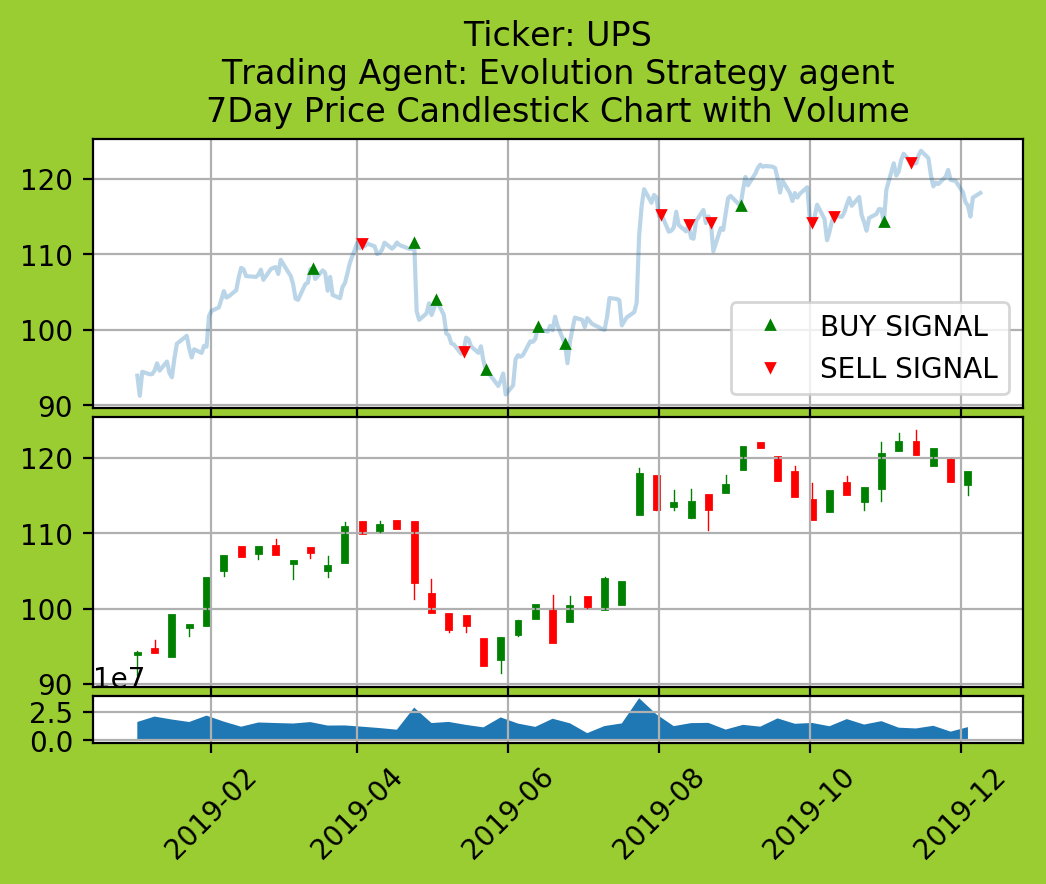 Ticker: UPS
Trading Agent: Evolution Strategy agent
7Day Price Candlestick Chart with Volume
120
110
100
90
BUY SIGNAL
SELL SIGNAL
120
110
100
90
1e7
2.5
0.0
2019-02
2019-04
2019-06
2019-08
2019-10
2019-12